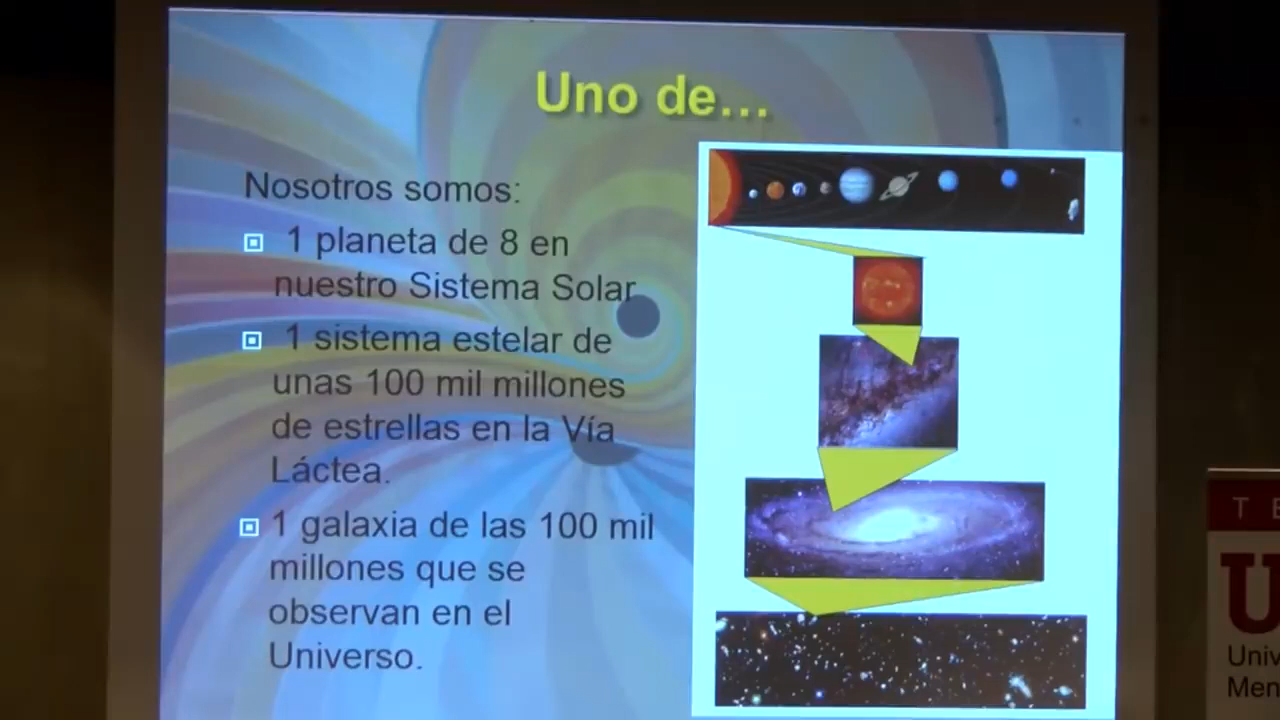 Uno de...
Nosotros somos:
1 planeta de 8 en
nuestro Sistema Solar
1 sistema estelar de
unas 100 mil millones
de estrellas en la Vía
Láctea.
1 galaxia de las 100 mil
millones que se
observan en el
Universo.